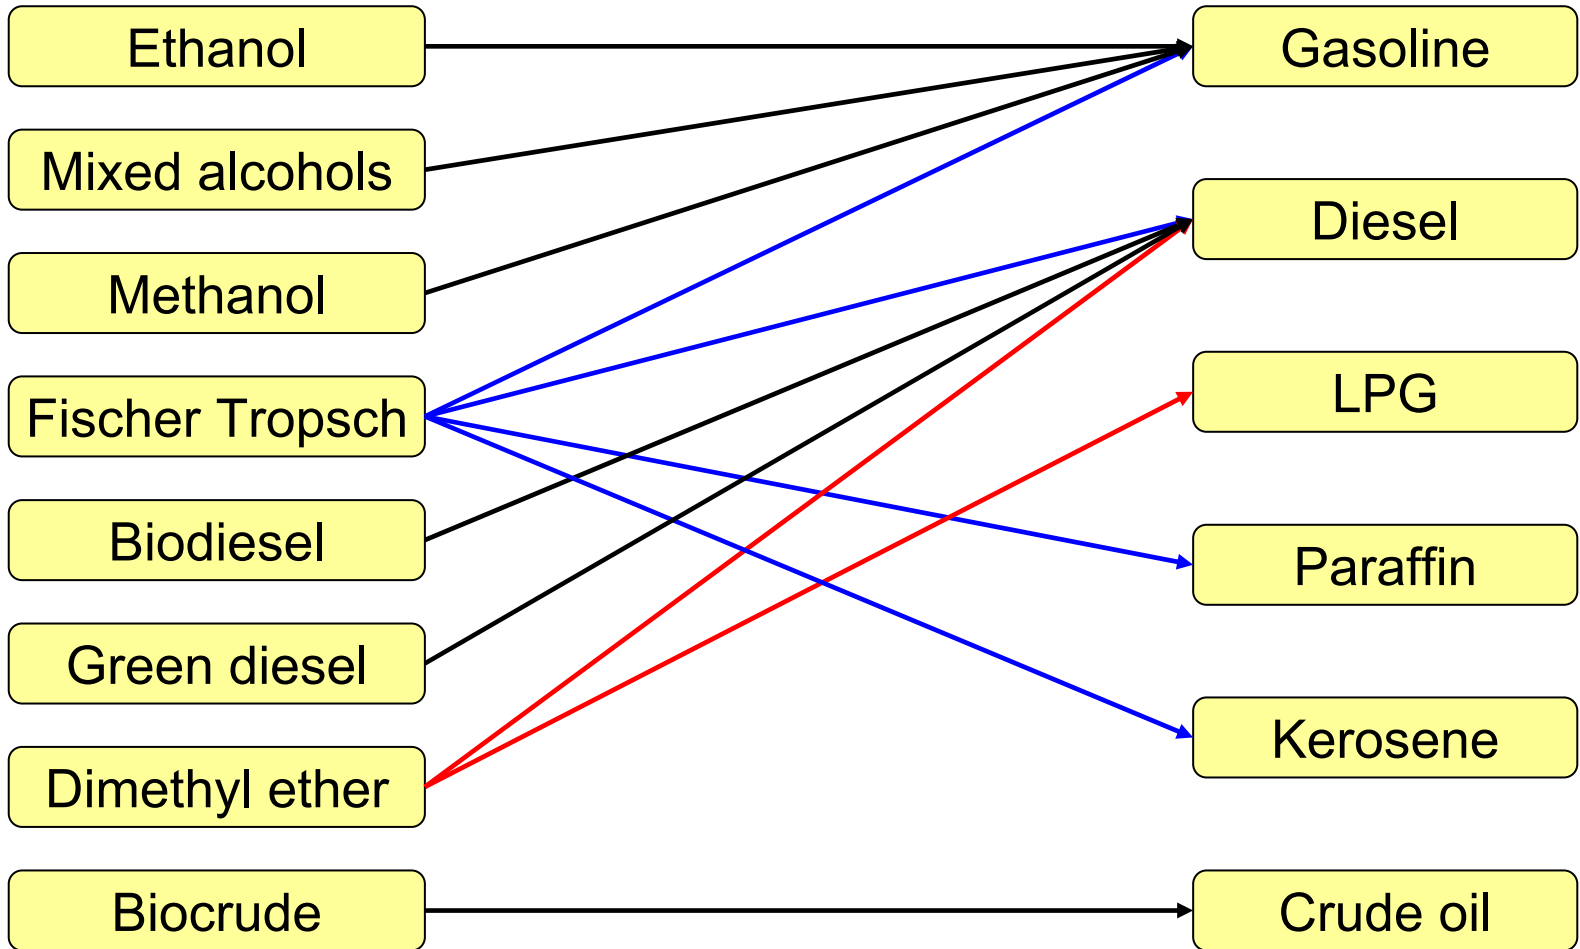 Ethanol
Mixed alcohols
Methanol
Fischer Tropsch
Biodiesel
Green diesel
Dimethyl ether
Biocrude
Gasoline
Diesel
LPG
Paraffin
Kerosene
Crude oil